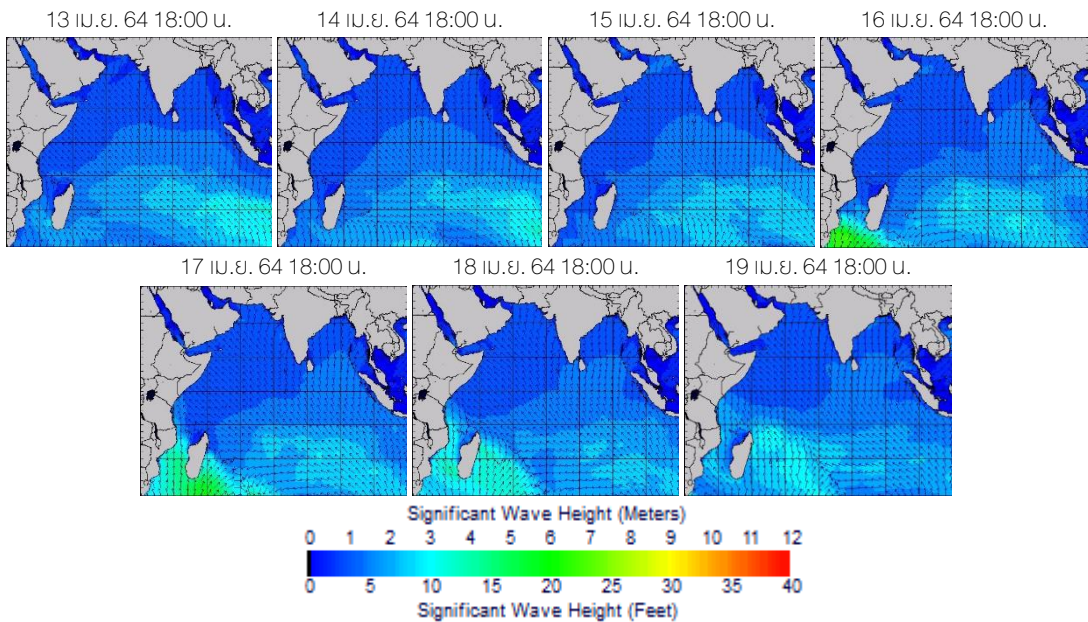 13 เม.ย. 64 18:00 น.
14 เม.ย. 64 18:00 น.
15 เม.ย. 64 18:00 น.
16 เม.ย. 64 18:00 น.
17 เม.ย. 64 18:00 น.
18 เม.ย. 64 18:00 น.
19 เม.ย. 64 18:00 น.
Significant Wave Height (Meters)
0 1 2 3 4 5 6 7 8 9 10 11 12
0 5 10 15 20 25 30 35 40
Significant Wave Height (Feet)